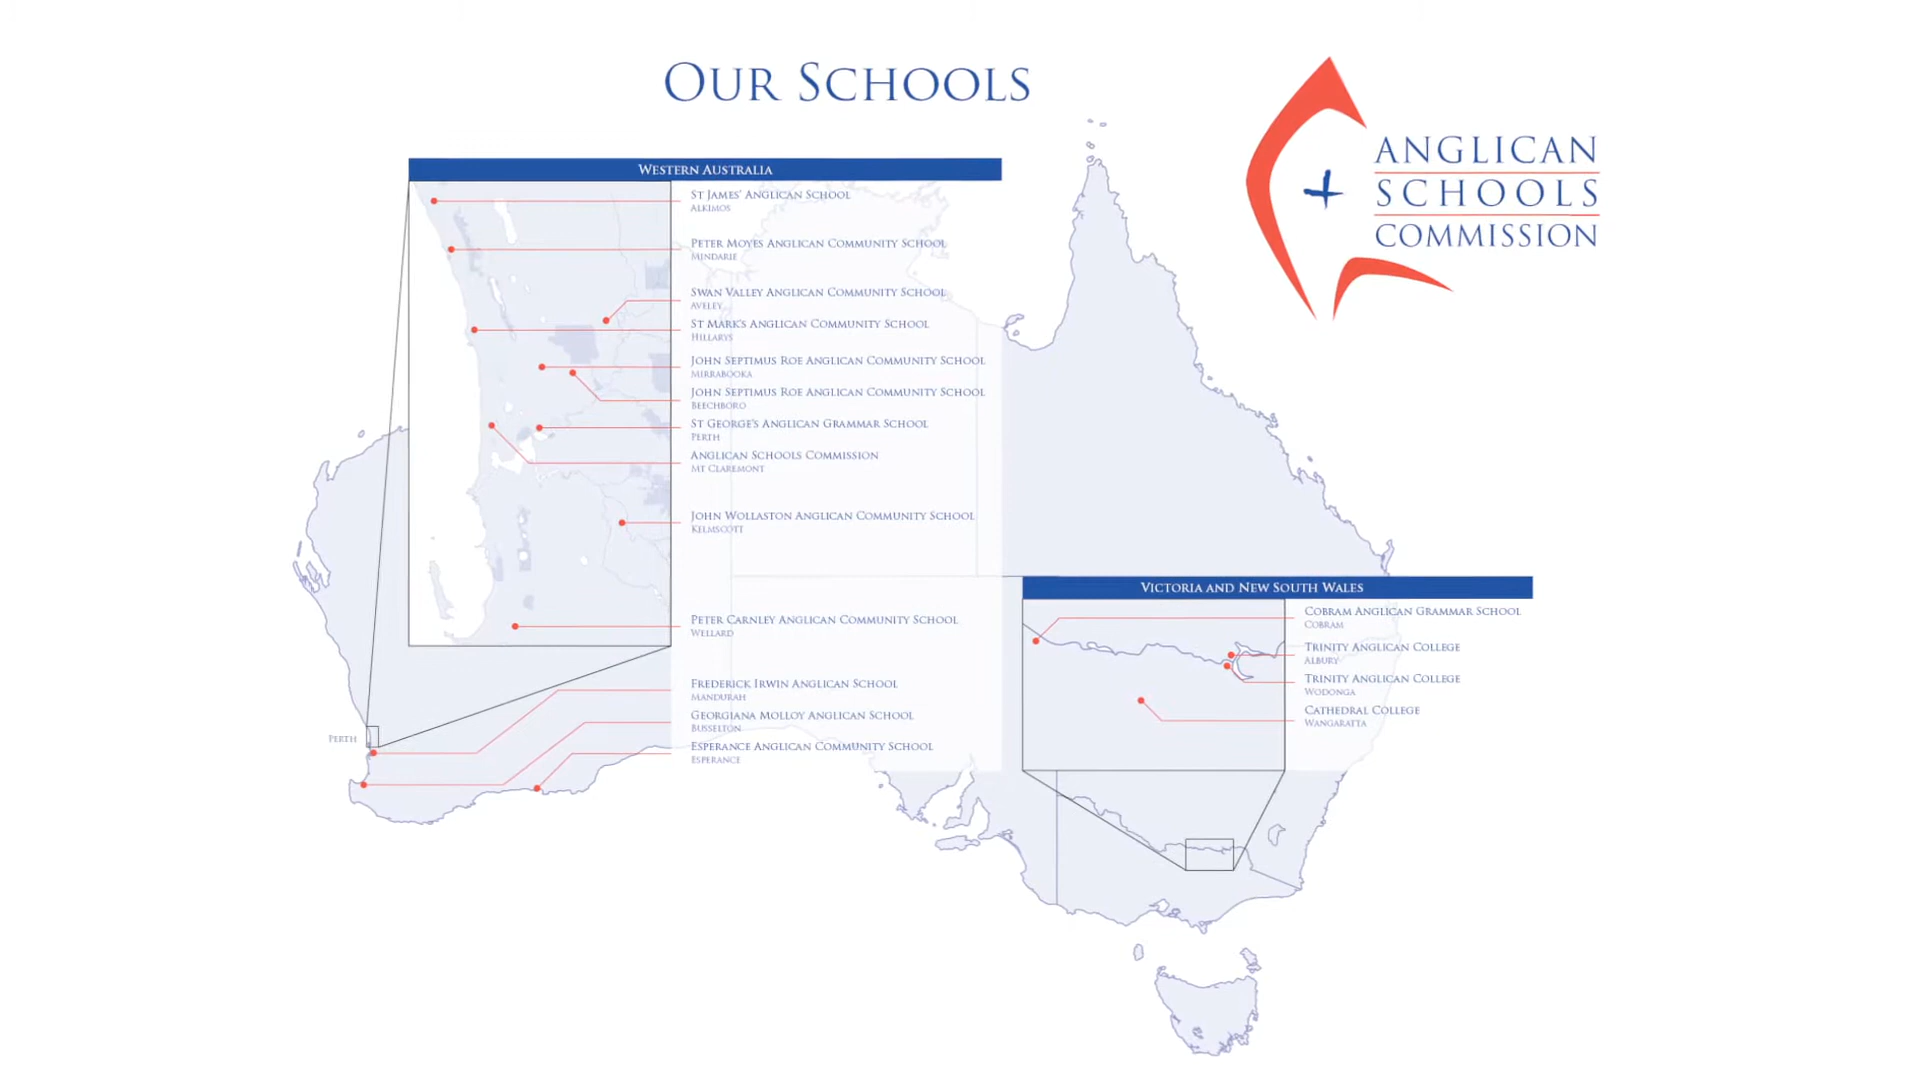 OUR SCHOOLS
ANGLICAN
SCHOOLS
COMMISSION
WESTERN AUSTRALIA
ST JAMES' ANGLICAN SCHOOL
ALKIMOS
PETER MOYES ANGLICAN COMMUNITY SCHOOL
MINDARIE
SWAN VALLEY ANGLICAN COMMUNITY SCHOOL
AVELEY
ST MARK'S ANGLICAN COMMUNITY SCHOOL
HILLARYS
JOHN SEPTIMUS ROE ANGLICAN COMMUNITY SCHOOL
MIRRABOOKA
JOHN SEPTIMUS ROE ANGLICAN COMMUNITY SCHOOL
BEECHBORO
ST GEORGE'S ANGLICAN GRAMMAR SCHOOL
PERTH
ANGLICAN SCHOOLS COMMISSION
MT CLAREMONT
JOHN WOLLASTON ANGLICAN COMMUNITY SCHOOL
KELMSCOTT
PETER CARNLEY ANGLICAN COMMUNITY SCHOOL
WELLARD
FREDERICK IRWIN ANGLICAN SCHOOL
MANDURAH
GEORGIANA MOLLOY ANGLICAN SCHOOL
BUSSELTON
ESPERANCE ANGLICAN COMMUNITY SCHOOL
ESPERANCE
PERTH
VICTORIA AND NEW SOUTH WALES
COBRAM ANGLICAN GRAMMAR SCHOOL
COBRAM
TRINITY ANGLICAN COLLEGE
ALBURY
TRINITY ANGLICAN COLLEGE
WODONGA
CATHEDRAL COLLEGE
WANGARATTA